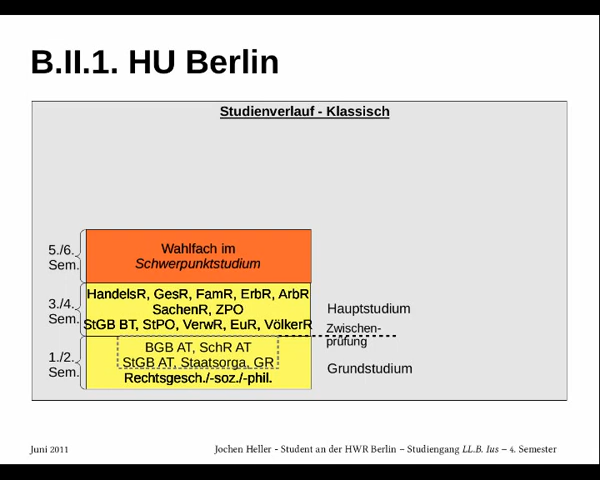 B.II.1. HU Berlin
Studienverlauf - Klassisch
5./6.
Sem.
Wahlfach im
Schwerpunktstudium
3./4.
Sem.
HandelsR, GesR, FamR, ErbR, ArbR
SachenR, ZPO
StGB BT, StPO, VerwR, EuR, VölkerR
Hauptstudium
Zwischen-
prüfung
1./2.
Sem.
BGB AT, SchR AT
StGB AT, Staatsorga, GR
Rechtsgesch./-soz./-phil.
Grundstudium
Juni 2011
Jochen Heller - Student an der HWR Berlin – Studiengang LL.B. Ius – 4. Semester